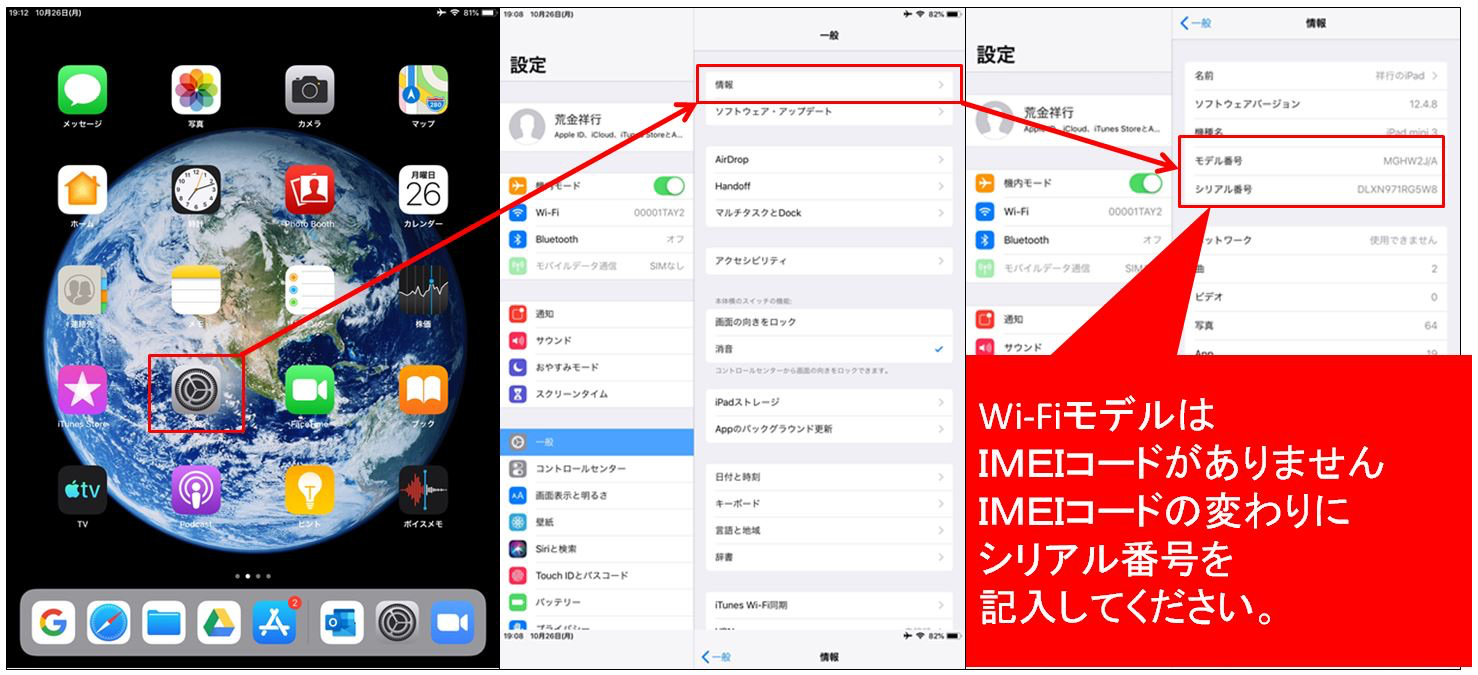 19:12 10月26日(月)
81%
メッセージ
写真
カメラ
280
マップ
ホーム
時計
Photo Booth
月曜日
26
カレンダー
連絡先
メモ
株価
iTunes Store
FaceTime
ブック
tv
TV
Podcast
ヒント
ボイスメモ
G
2
19:08 10月26日(月)
82%
設定
荒金祥行
Apple ID、iCloud、iTunes StoreとA...
機内モード
Wi-Fi
00001TAY2
Bluetooth
オフ
モバイルデータ通信
SIMなし
通知
サウンド
おやすみモード
スクリーンタイム
一般
コントロールセンター
AA
画面表示と明るさ
壁紙
Siriと検索
Touch IDとパスコード
バッテリー
プライバシー
一般
情報
ソフトウェア・アップデート
AirDrop
Handoff
マルチタスクとDock
アクセシビリティ
本体横のスイッチの機能:
画面の向きをロック
消音
コントロールセンターから画面の向きをロックできます。
iPadストレージ
Appのバックグラウンド更新
日付と時刻
キーボード
言語と地域
辞書
iTunes Wi-Fi同期
19:08 10月26日(月)
82%
一般
情報
設定
荒金祥行
Apple ID、iCloud、iTunes StoreとA...
機内モード
Wi-Fi
00001TAY2
Bluetooth
オフ
モバイルデータ通信
通知
サウンド
一般
情報
名前
祥行のiPad
ソフトウェアバージョン
12.4.8
機種名
iPad mini 3
モデル番号
MGHW2J/A
シリアル番号
DLXN971RG5W8
ットワーク
使用できません
曲
2
ビデオ
0
写真
64
App
19
Wi-Fiモデルは
IMEIコードがありません
IMEIコードの変わりに
シリアル番号を
記入してください。